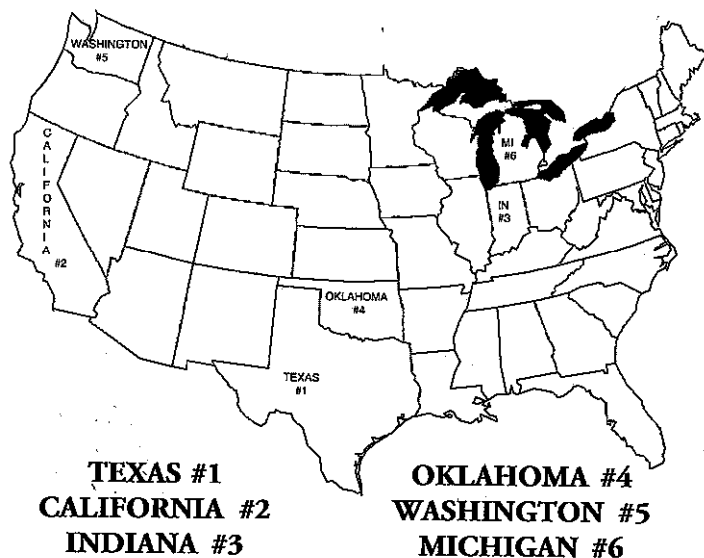 WASHINGTON
#5
CALIFORNIA
#2
MI
#6
IN
#3
OKLAHOMA
#4
TEXAS
#1
TEXAS #1
CALIFORNIA #2
INDIANA #3
OKLAHOMA #4
WASHINGTON #5
MICHIGAN #6